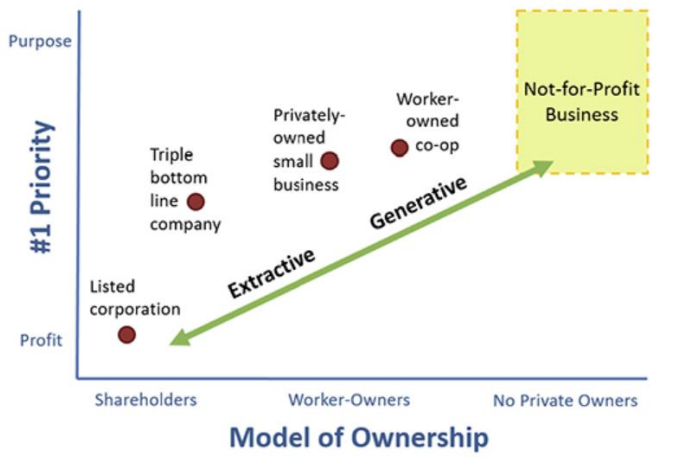 Purpose
#1 Priority
Profit
Listed
corporation
Triple
bottom
line
company
Privately-
owned
small
business
Worker-
owned
co-op
Not-for-Profit
Business
Extractive
Generative
Shareholders
Worker-Owners
No Private Owners
Model of Ownership